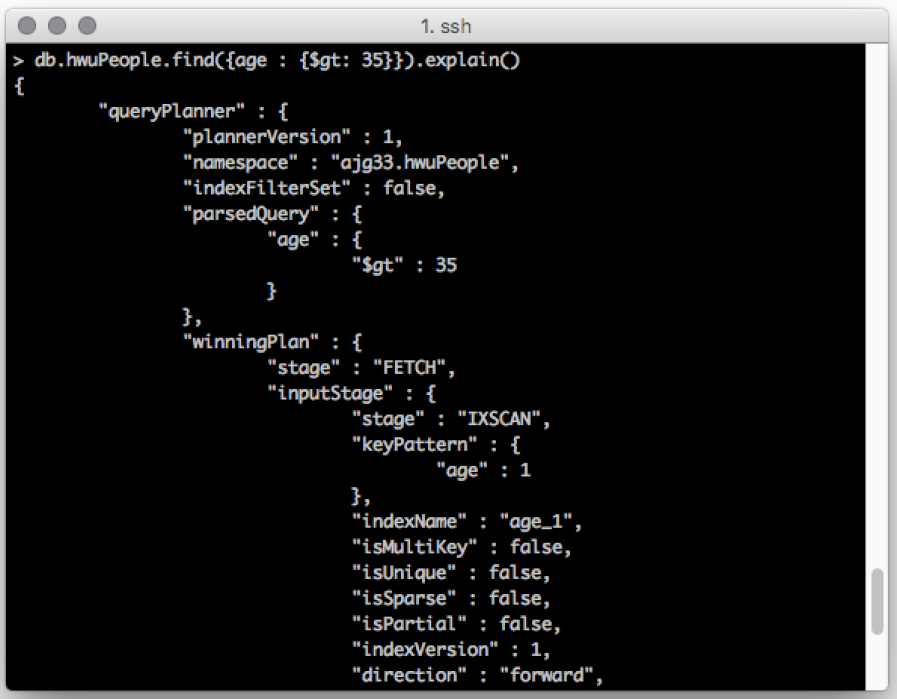 1. ssh
> db.hwuPeople.find({age : {$gt: 35}}).explain()
{
        "queryPlanner" : {
                "plannerVersion" : 1,
                "namespace" : "ajg33.hwuPeople",
                "indexFilterSet" : false,
                "parsedQuery" : {
                        "age" : {
                                "$gt" : 35
                        }
                },
                "winningPlan" : {
                        "stage" : "FETCH",
                        "inputStage" : {
                                "stage" : "IXSCAN",
                                "keyPattern" : {
                                        "age" : 1
                                },
                                "indexName" : "age_1",
                                "isMultiKey" : false,
                                "isUnique" : false,
                                "isSparse" : false,
                                "isPartial" : false,
                                "indexVersion" : 1,
                                "direction" : "forward",